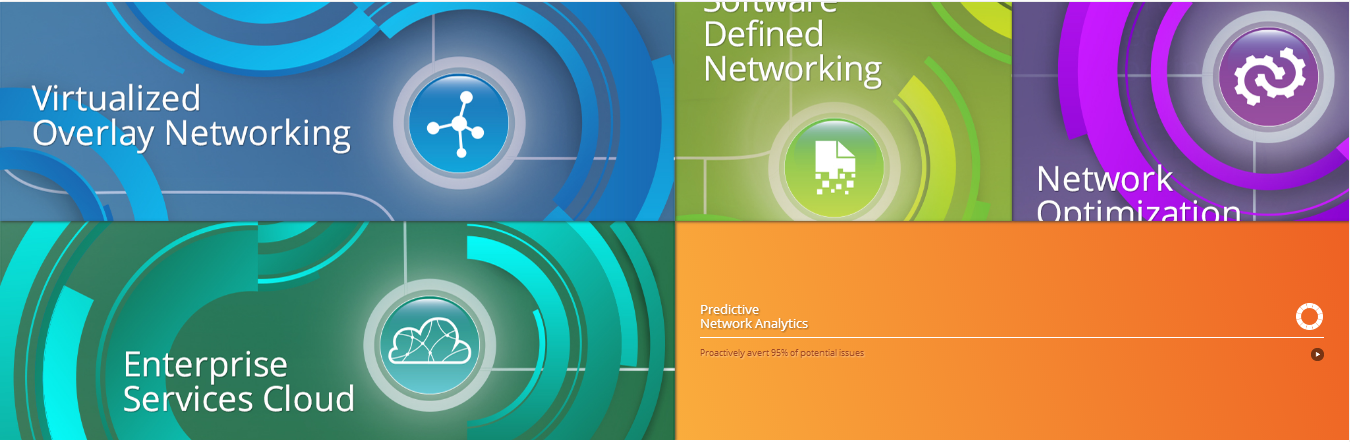 Virtualized
Overlay Networking
Software
Defined
Networking
Network
Optimization
Enterprise
Services Cloud
Predictive
Network Analytics
Proactively avert 95% of potential issues